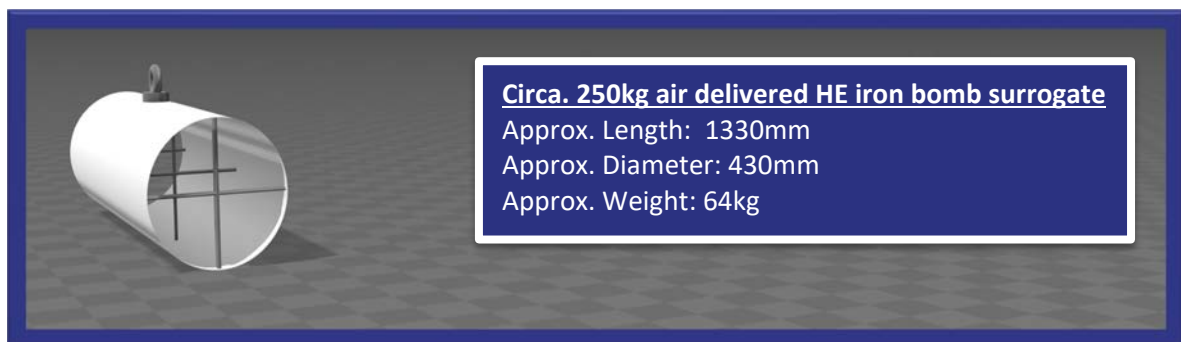 Circa. 250kg air delivered HE iron bomb surrogate
Approx. Length:  1330mm
Approx. Diameter: 430mm
Approx. Weight: 64kg